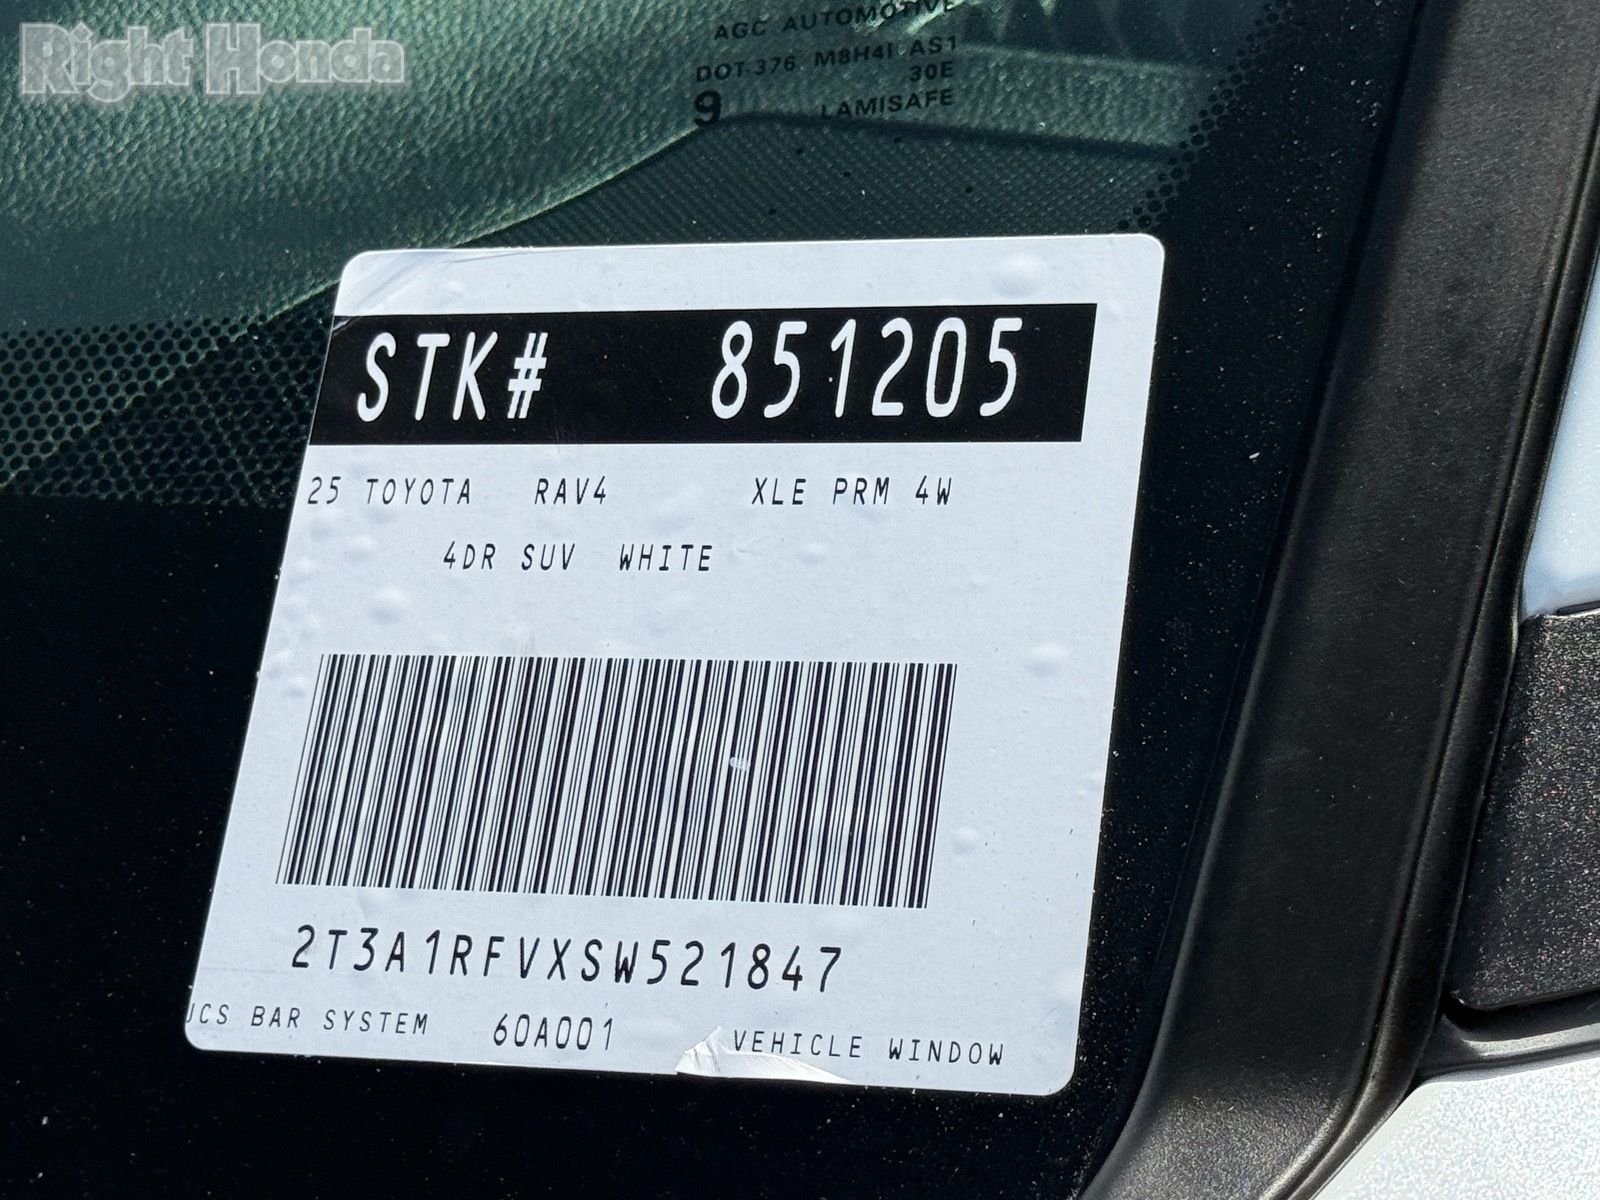 Right Honda
AGC AUTOMOTIVE
DOT-376 M8H4I AS1
30E
9 LAMISAFE
STK# 851205
25 TOYOTA RAV4 XLE PRM 4W
4DR SUV WHITE
2T3A1RFVXSW521847
JCS BAR SYSTEM 60A001 VEHICLE WINDOW